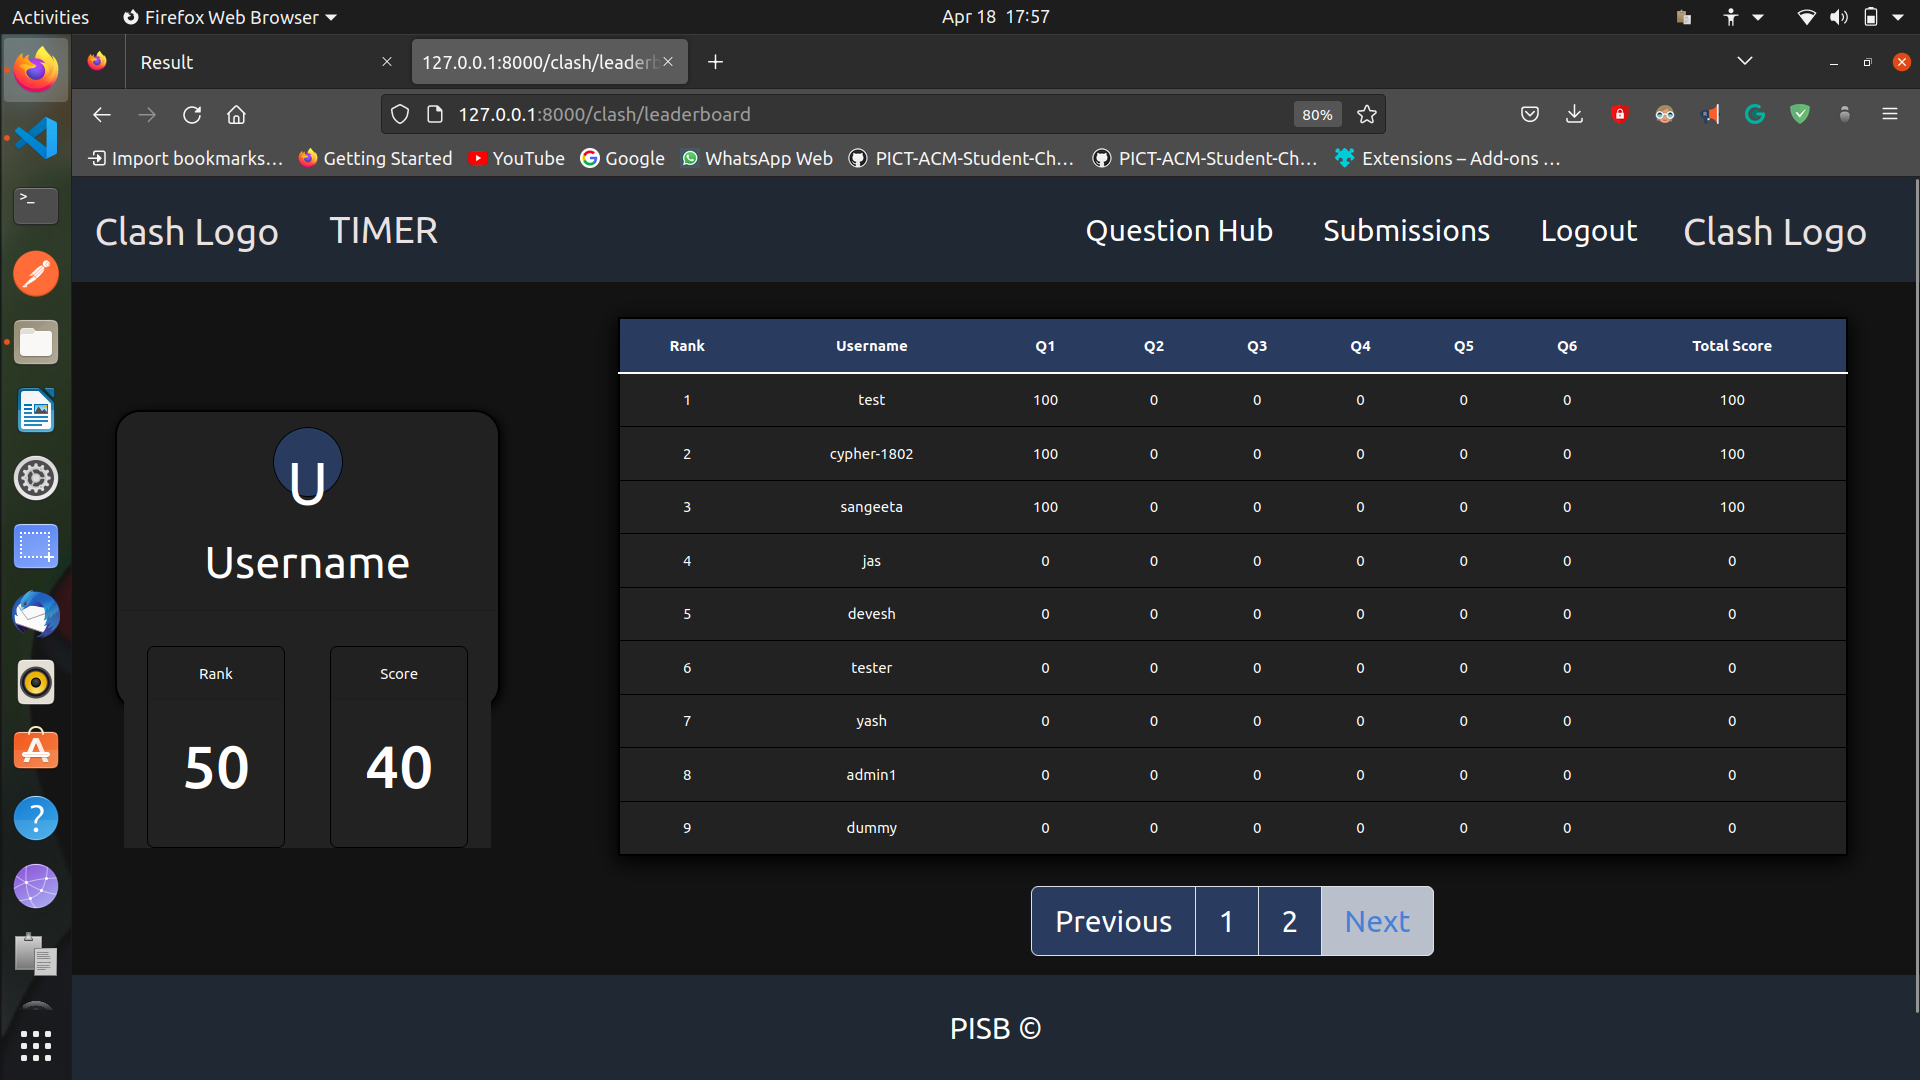 Activities Firefox Web Browser Apr 18 17:57
Result 127.0.0.1:8000/clash/leaderb
127.0.0.1:8000/clash/leaderboard 80%
Import bookmarks... Getting Started YouTube Google WhatsApp Web PICT-ACM-Student-Ch... PICT-ACM-Student-Ch... Extensions – Add-ons ...
Clash Logo TIMER Question Hub Submissions Logout Clash Logo
U
Username
Rank Score
50 40
Rank Username Q1 Q2 Q3 Q4 Q5 Q6 Total Score
1 test 100 0 0 0 0 0 100
2 cypher-1802 100 0 0 0 0 0 100
3 sangeeta 100 0 0 0 0 0 100
4 jas 0 0 0 0 0 0 0
5 devesh 0 0 0 0 0 0 0
6 tester 0 0 0 0 0 0 0
7 yash 0 0 0 0 0 0 0
8 admin1 0 0 0 0 0 0 0
9 dummy 0 0 0 0 0 0 0
Previous 1 2 Next
PISB ©